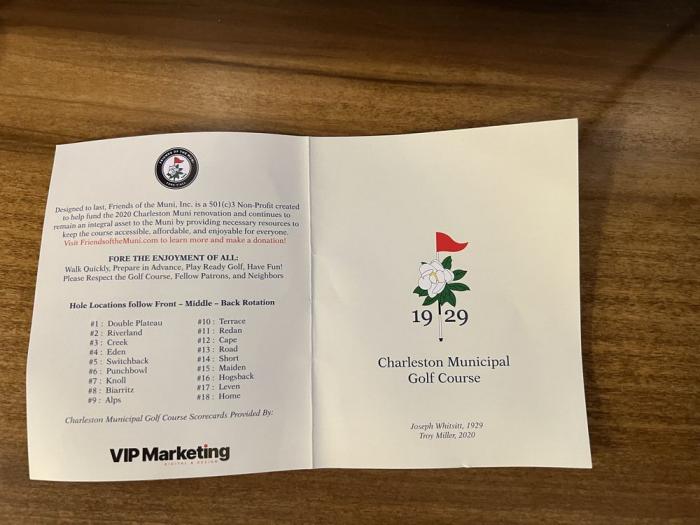 FRIENDS OF THE MUNI
Designed to last, Friends of the Muni, Inc. is a 501(c)3 Non-Profit created
to help fund the 2020 Charleston Muni renovation and continues to
remain an integral asset to the Muni by providing necessary resources to
keep the course accessible, affordable, and enjoyable for everyone.
Visit FriendsoftheMuni.com to learn more and make a donation!
FORE THE ENJOYMENT OF ALL:
Walk Quickly, Prepare in Advance, Play Ready Golf, Have Fun!
Please Respect the Golf Course, Fellow Patrons, and Neighbors
Hole Locations follow Front – Middle – Back Rotation
#1 : Double Plateau
#2 : Riverland
#3 : Creek
#4 : Eden
#5 : Switchback
#6 : Punchbowl
#7 : Knoll
#8 : Biarritz
#9 : Alps
#10 : Terrace
#11 : Redan
#12 : Cape
#13 : Road
#14 : Short
#15 : Maiden
#16 : Hogsback
#17 : Leven
#18 : Home
Charleston Municipal Golf Course Scorecards Provided By:
VIP Marketing
DIGITAL & DESIGN
19 29
Charleston Municipal
Golf Course
Joseph Whitsitt, 1929
Troy Miller, 2020